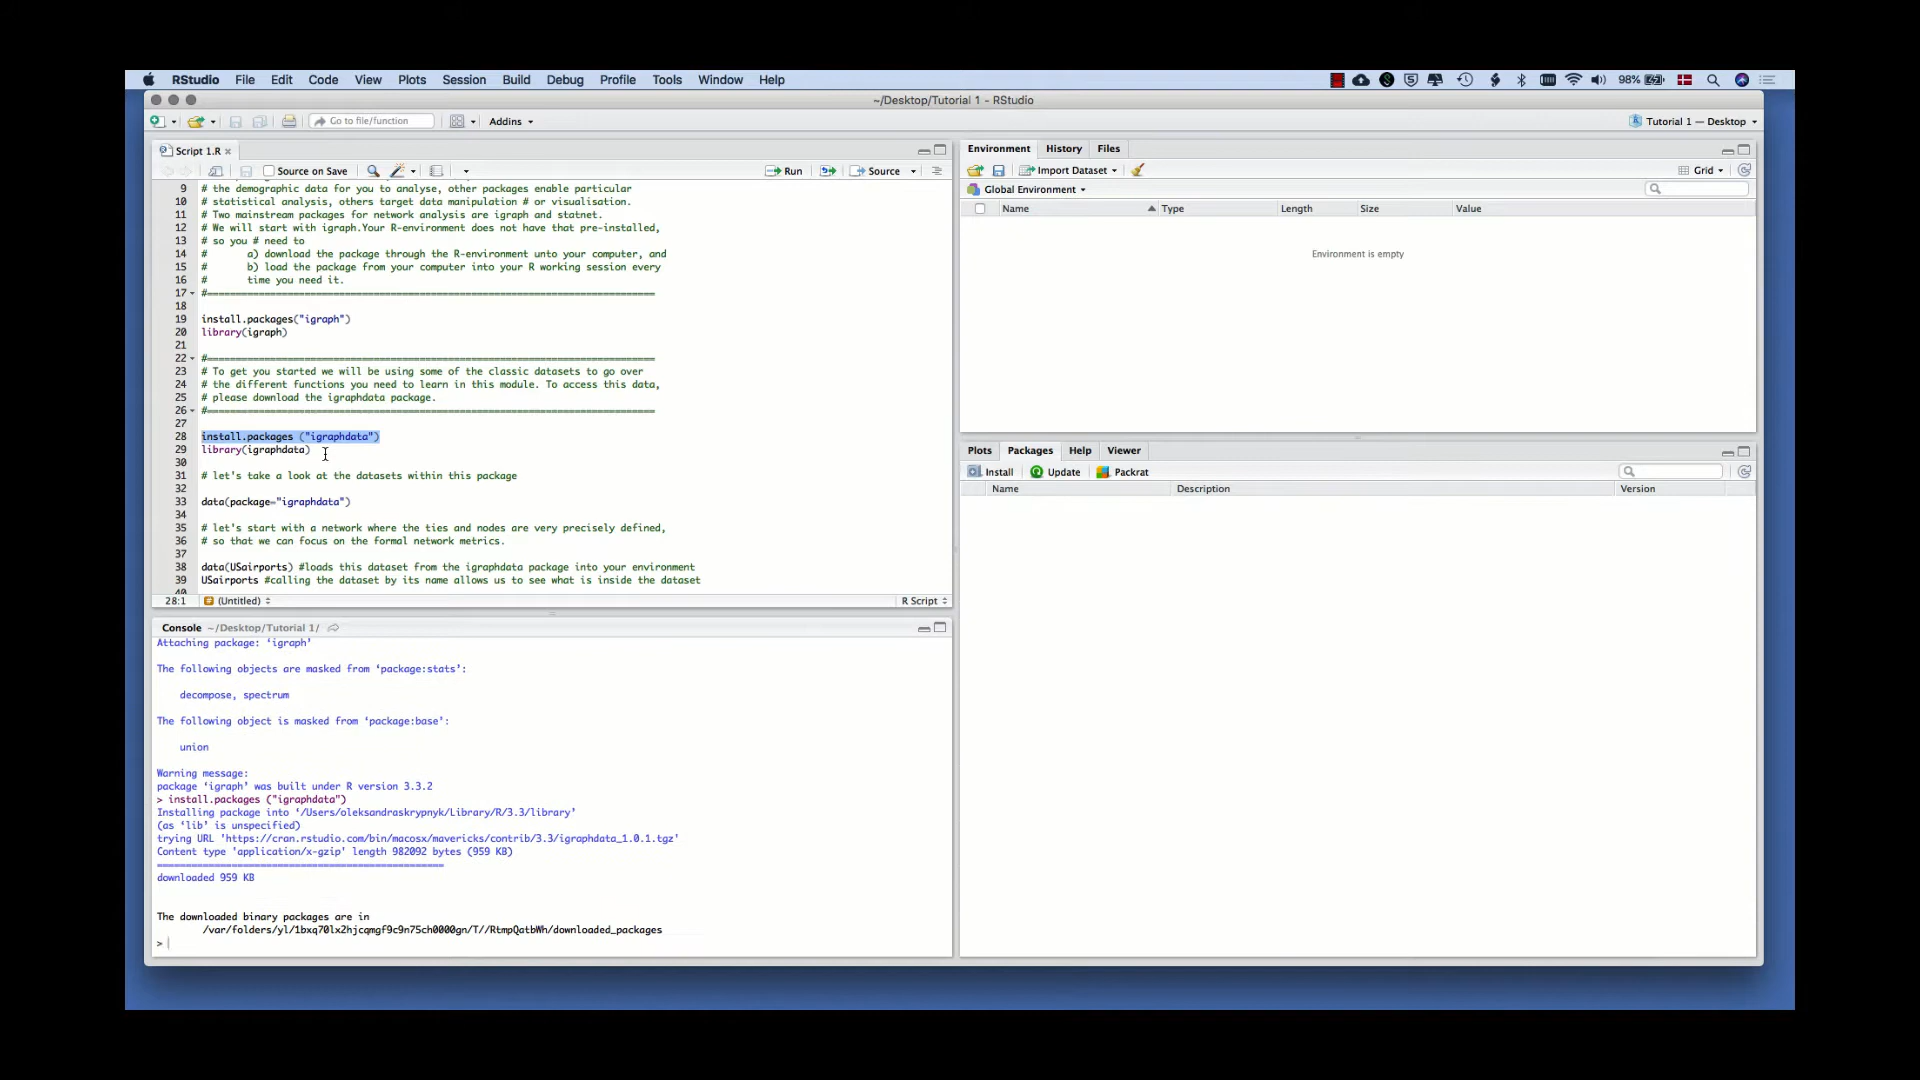 RStudio File Edit Code View Plots Session Build Debug Profile Tools Window Help 98%
~/Desktop/Tutorial 1 - RStudio
Go to file/function Addins Tutorial 1 — Desktop
Script 1.R
Source on Save Run Source
9 # the demographic data for you to analyse, other packages enable particular
10 # statistical analysis, others target data manipulation # or visualisation.
11 # Two mainstream packages for network analysis are igraph and statnet.
12 # We will start with igraph.Your R-environment does not have that pre-installed,
13 # so you # need to
14 # a) download the package through the R-environment unto your computer, and
15 # b) load the package from your computer into your R working session every
16 # time you need it.
17 #===============================================================================
18
19 install.packages("igraph")
20 library(igraph)
21
22 #===============================================================================
23 # To get you started we will be using some of the classic datasets to go over
24 # the different functions you need to learn in this module. To access this data,
25 # please download the igraphdata package.
26 #===============================================================================
27
28 install.packages ("igraphdata")
29 library(igraphdata)
30
31 # let's take a look at the datasets within this package
32
33 data(package="igraphdata")
34
35 # let's start with a network where the ties and nodes are very precisely defined,
36 # so that we can focus on the formal network metrics.
37
38 data(USairports) #loads this dataset from the igraphdata package into your environment
39 USairports #calling the dataset by its name allows us to see what is inside the dataset
40
28:1 (Untitled) R Script
Console ~/Desktop/Tutorial 1/
Attaching package: ‘igraph’
The following objects are masked from ‘package:stats’:
decompose, spectrum
The following object is masked from ‘package:base’:
union
Warning message:
package ‘igraph’ was built under R version 3.3.2
> install.packages ("igraphdata")
Installing package into ‘/Users/oleksandraskrypnyk/Library/R/3.3/library’
(as ‘lib’ is unspecified)
trying URL 'https://cran.rstudio.com/bin/macosx/mavericks/contrib/3.3/igraphdata_1.0.1.tgz'
Content type 'application/x-gzip' length 982092 bytes (959 KB)
==================================================
downloaded 959 KB
The downloaded binary packages are in
/var/folders/yl/1bxq70lx2hjcqmgf9c9n75ch0000gn/T//RtmpQatbWh/downloaded_packages
>
Environment History Files
Import Dataset Grid
Global Environment
Name Type Length Size Value
Environment is empty
Plots Packages Help Viewer
Install Update Packrat
Name Description Version